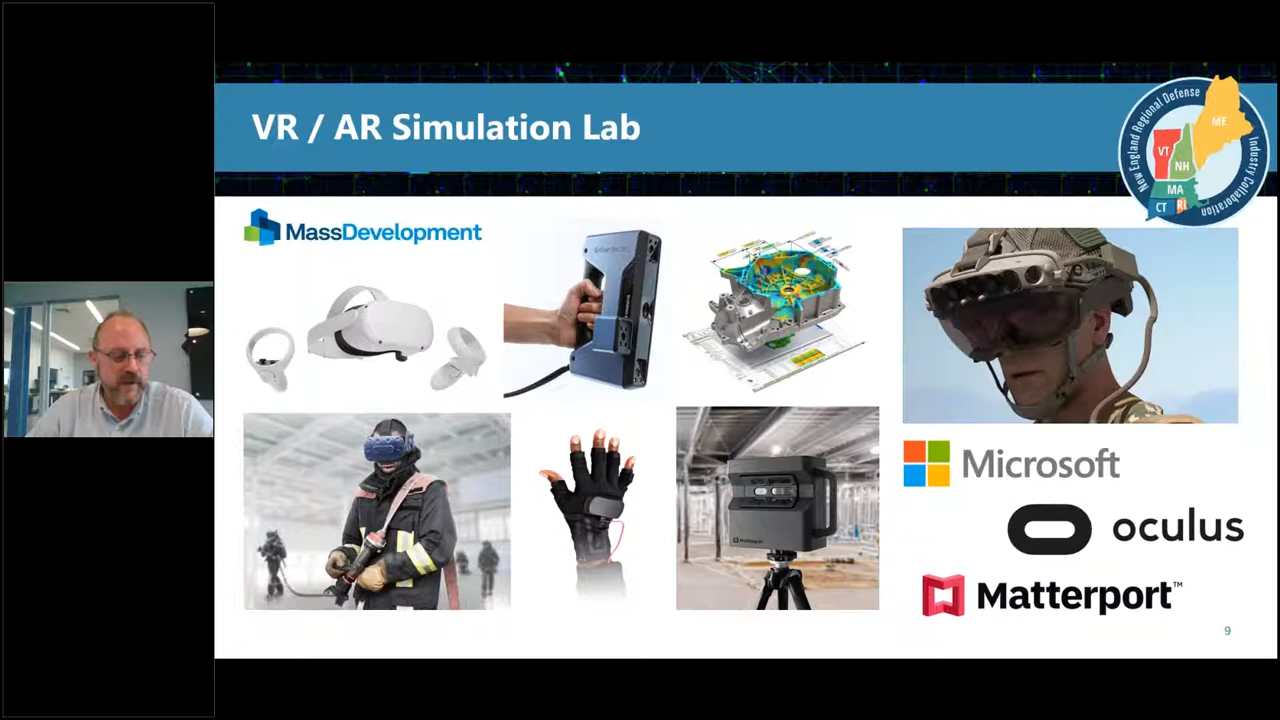 VR / AR Simulation Lab
New England Regional Defense
Industry Collaboration
ME
VT
NH
MA
CT
RI
MassDevelopment
Microsoft
oculus
Matterport
Matterport™
9